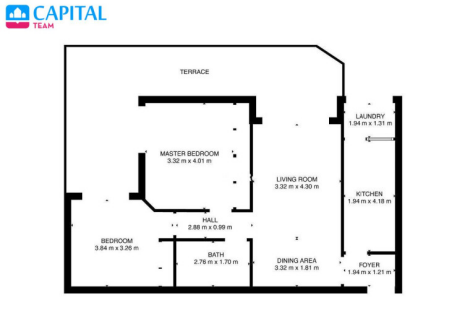 CAPITAL
TEAM
TERRACE
LAUNDRY
1.94 m x 1.31 m
MASTER BEDROOM
3.32 m x 4.01 m
LIVING ROOM
3.32 m x 4.30 m
KITCHEN
1.94 m x 4.18 m
HALL
2.88 m x 0.99 m
BEDROOM
3.84 m x 3.26 m
BATH
2.76 m x 1.70 m
DINING AREA
3.32 m x 1.81 m
FOYER
1.94 m x 1.21 m